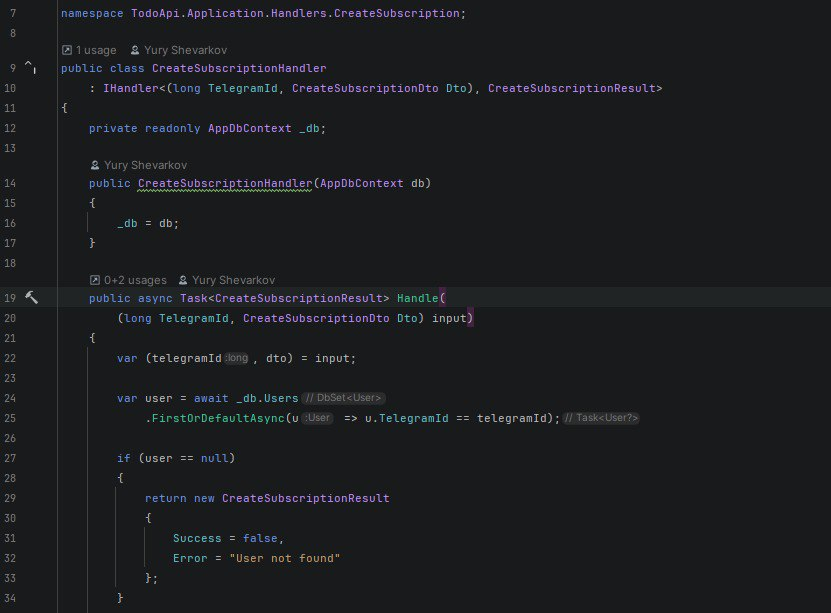 7 namespace TodoApi.Application.Handlers.CreateSubscription;
8
1 usage Yury Shevarkov
9 public class CreateSubscriptionHandler
10 : IHandler<(long TelegramId, CreateSubscriptionDto Dto), CreateSubscriptionResult>
11 {
12 private readonly AppDbContext _db;
13
Yury Shevarkov
14 public CreateSubscriptionHandler(AppDbContext db)
15 {
16 _db = db;
17 }
18
0+2 usages Yury Shevarkov
19 public async Task<CreateSubscriptionResult> Handle(
20 (long TelegramId, CreateSubscriptionDto Dto) input)
21 {
22 var (telegramId :long , dto) = input;
23
24 var user = await _db.Users // DbSet<User>
25 .FirstOrDefaultAsync(u :User => u.TelegramId == telegramId); // Task<User?>
26
27 if (user == null)
28 {
29 return new CreateSubscriptionResult
30 {
31 Success = false,
32 Error = "User not found"
33 };
34 }